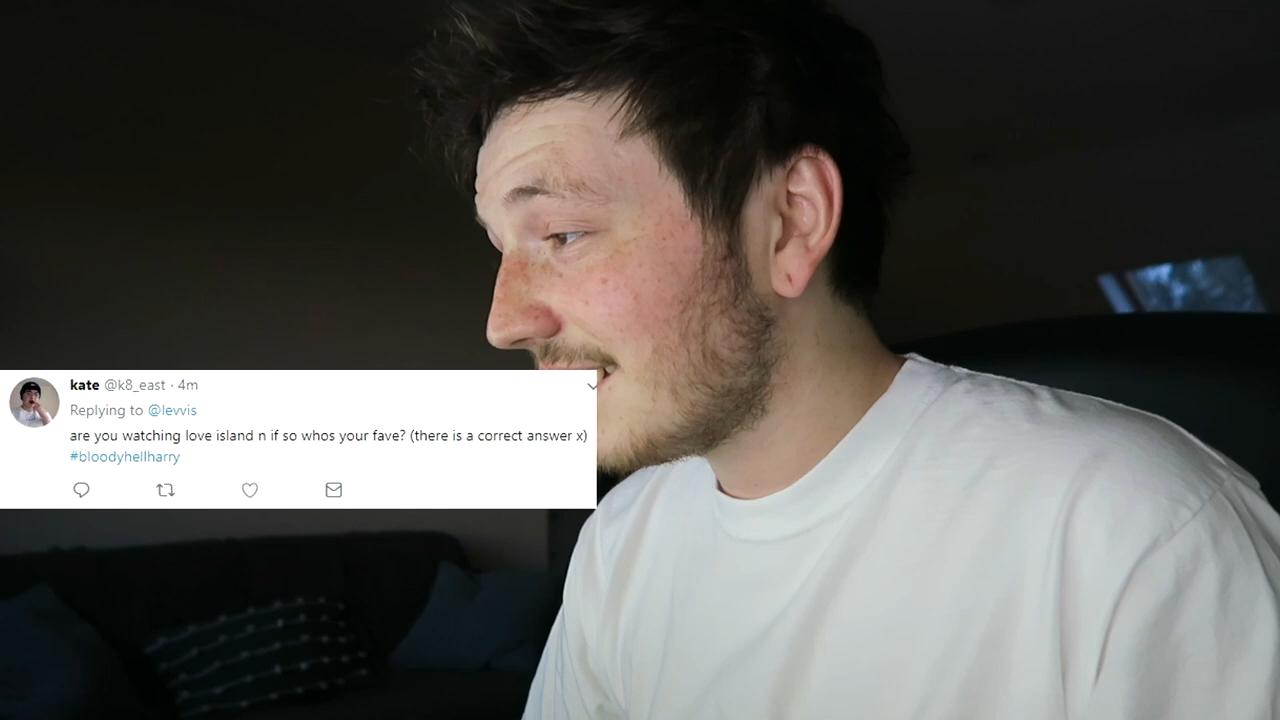 kate @k8_east · 4m
Replying to @levvis
are you watching love island n if so whos your fave? (there is a correct answer x)
#bloodyhellharry